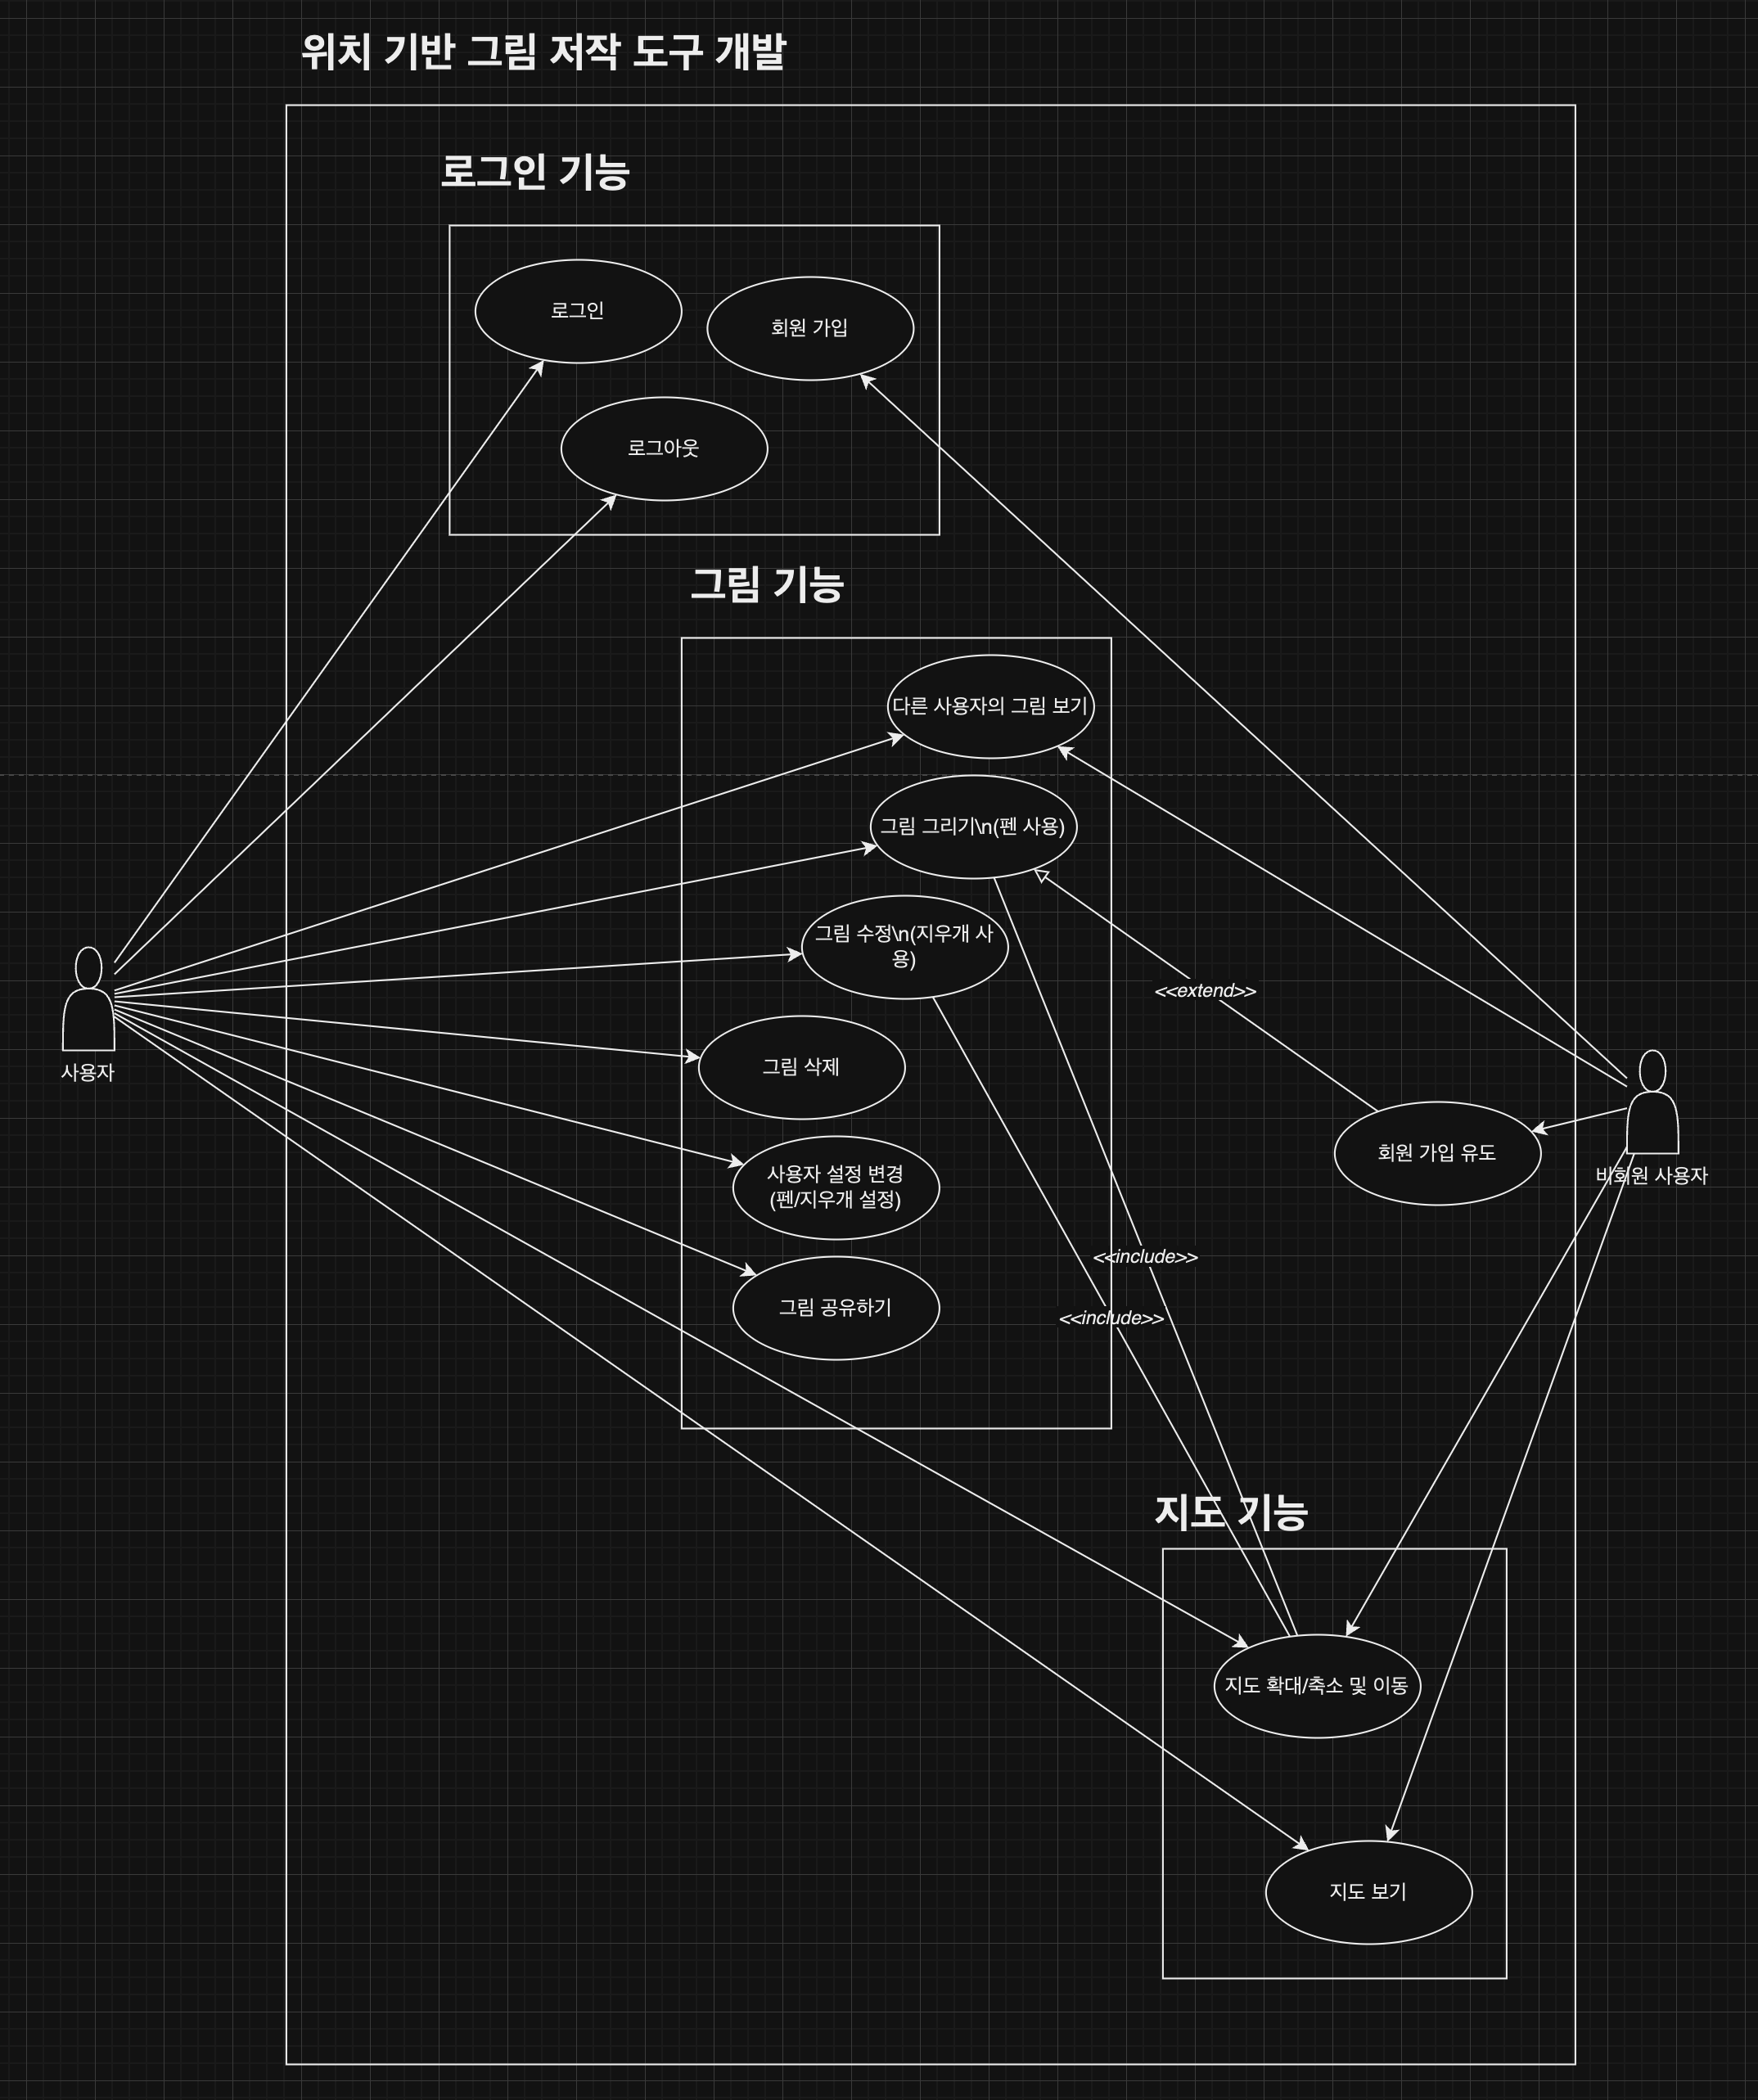 위치 기반 그림 저작 도구 개발
로그인 기능
로그인
회원 가입
로그아웃
그림 기능
다른 사용자의 그림 보기
그림 그리기\n(펜 사용)
그림 수정\n(지우개 사
용)
<<extend>>
그림 삭제
사용자
회원 가입 유도
비회원 사용자
사용자 설정 변경
(펜/지우개 설정)
<<include>>
그림 공유하기
<<include>>
지도 기능
지도 확대/축소 및 이동
지도 보기